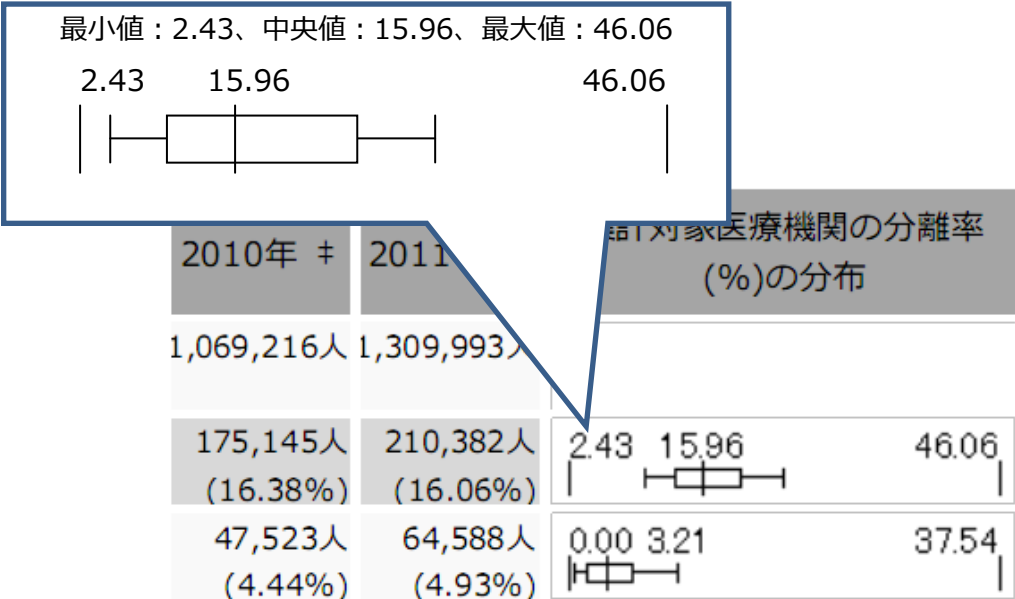 最小値：2.43、中央値：15.96、最大値：46.06
2.43 15.96 46.06
2010年 ‡ 2011 計対象医療機関の分離率
(%)の分布
1,069,216人 1,309,993人
175,145人 210,382人 2.43 15.96 46.06
(16.38%) (16.06%)
47,523人 64,588人 0.00 3.21 37.54
(4.44%) (4.93%)